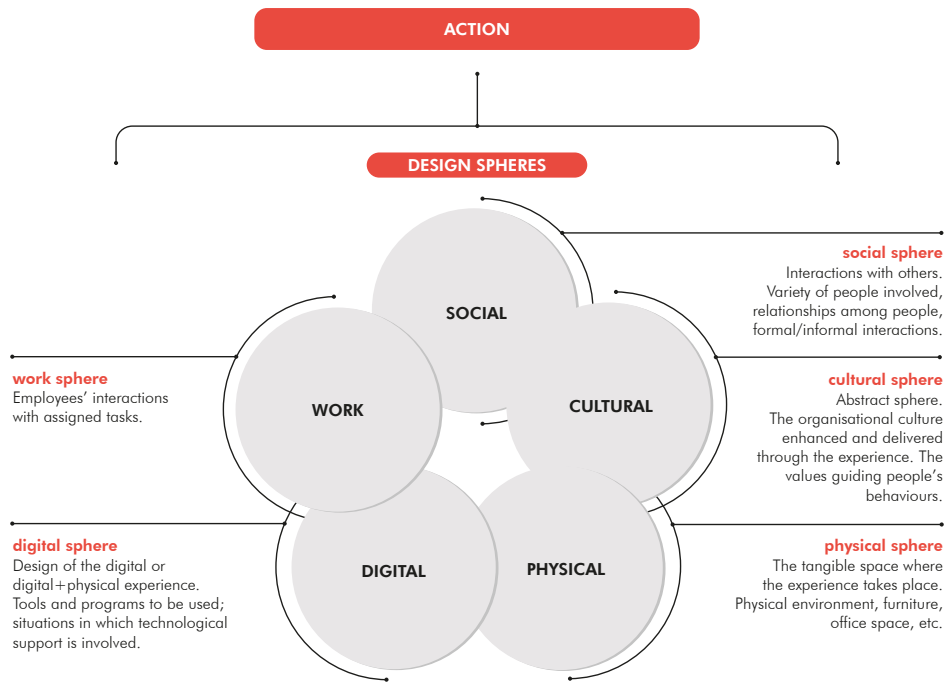 ACTION
DESIGN SPHERES
SOCIAL
social sphere
Interactions with others.
Variety of people involved,
relationships among people,
formal/informal interactions.
WORK
work sphere
Employees’ interactions
with assigned tasks.
CULTURAL
cultural sphere
Abstract sphere.
The organisational culture
enhanced and delivered
through the experience. The
values guiding people’s
behaviours.
DIGITAL
digital sphere
Design of the digital or
digital+physical experience.
Tools and programs to be used;
situations in which technological
support is involved.
PHYSICAL
physical sphere
The tangible space where
the experience takes place.
Physical environment, furniture,
office space, etc.